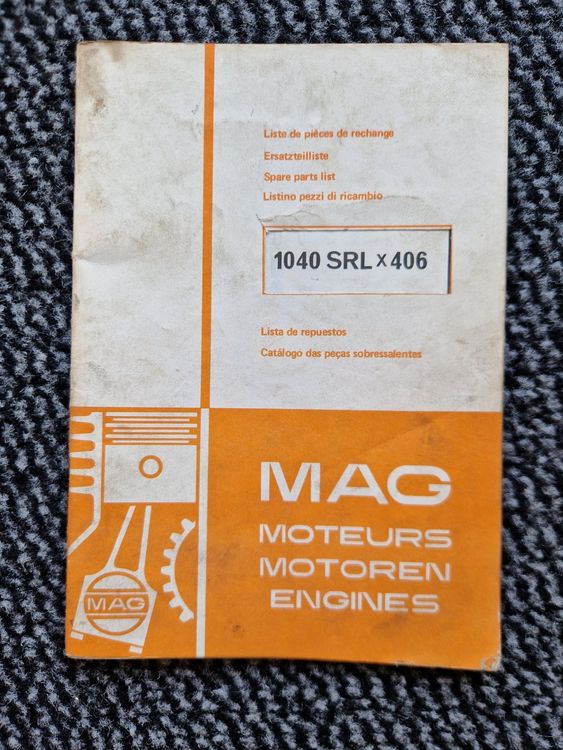 Liste de pièces de rechange
Ersatzteilliste
Spare parts list
Listino pezzi di ricambio
1040 SRL x 406
Lista de repuestos
Catálogo das peças sobressalentes
MAG
MOTEURS
MOTOREN
ENGINES
MAG